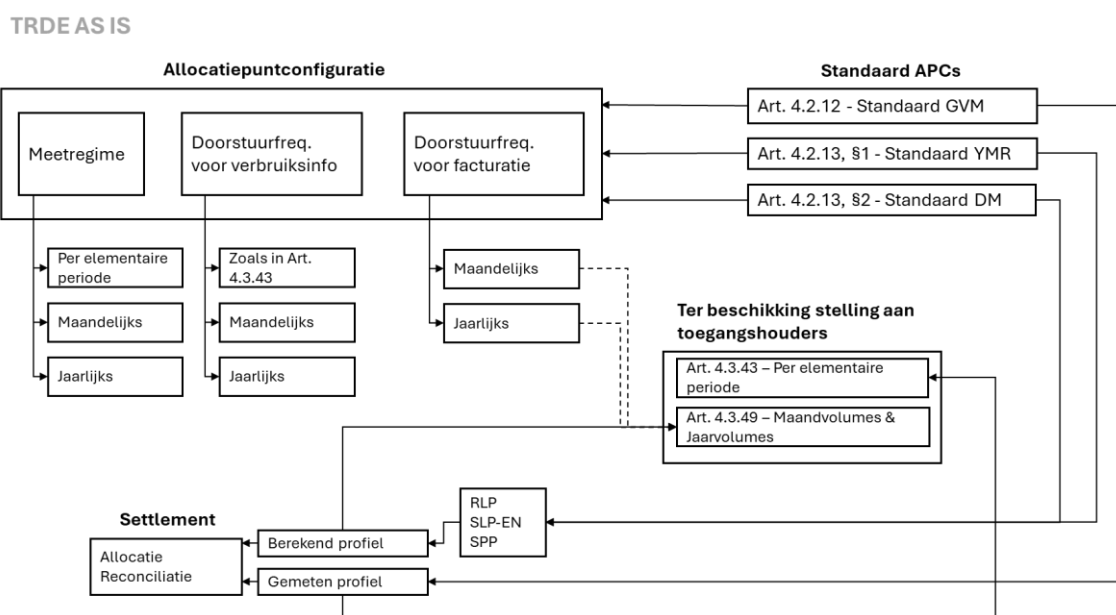 TRDE AS IS
Allocatiepuntconfiguratie
Standaard APCs
Meetregime
Doorstuurfreq.
voor verbruiksinfo
Doorstuurfreq.
voor facturatie
Art. 4.2.12 - Standaard GVM
Art. 4.2.13, §1 - Standaard YMR
Art. 4.2.13, §2 - Standaard DM
Per elementaire
periode
Maandelijks
Jaarlijks
Zoals in Art.
4.3.43
Maandelijks
Jaarlijks
Maandelijks
Jaarlijks
Ter beschikking stelling aan
toegangshouders
Art. 4.3.43 – Per elementaire
periode
Art. 4.3.49 – Maandvolumes &
Jaarvolumes
RLP
SLP-EN
SPP
Settlement
Allocatie
Reconciliatie
Berekend profiel
Gemeten profiel